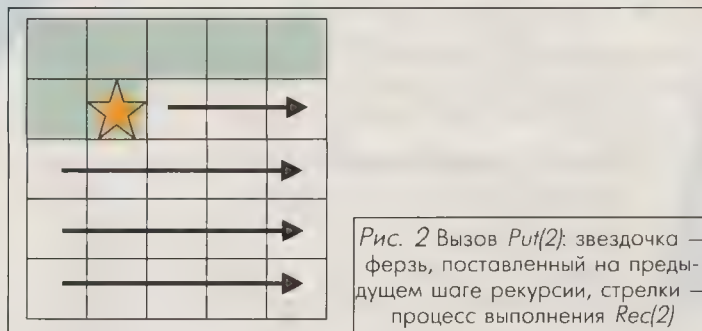 Рис. 2 Вызов Put(2): звездочка —
ферзь, поставленный на преды-
дущем шаге рекурсии, стрелки —
процесс выполнения Rec(2)